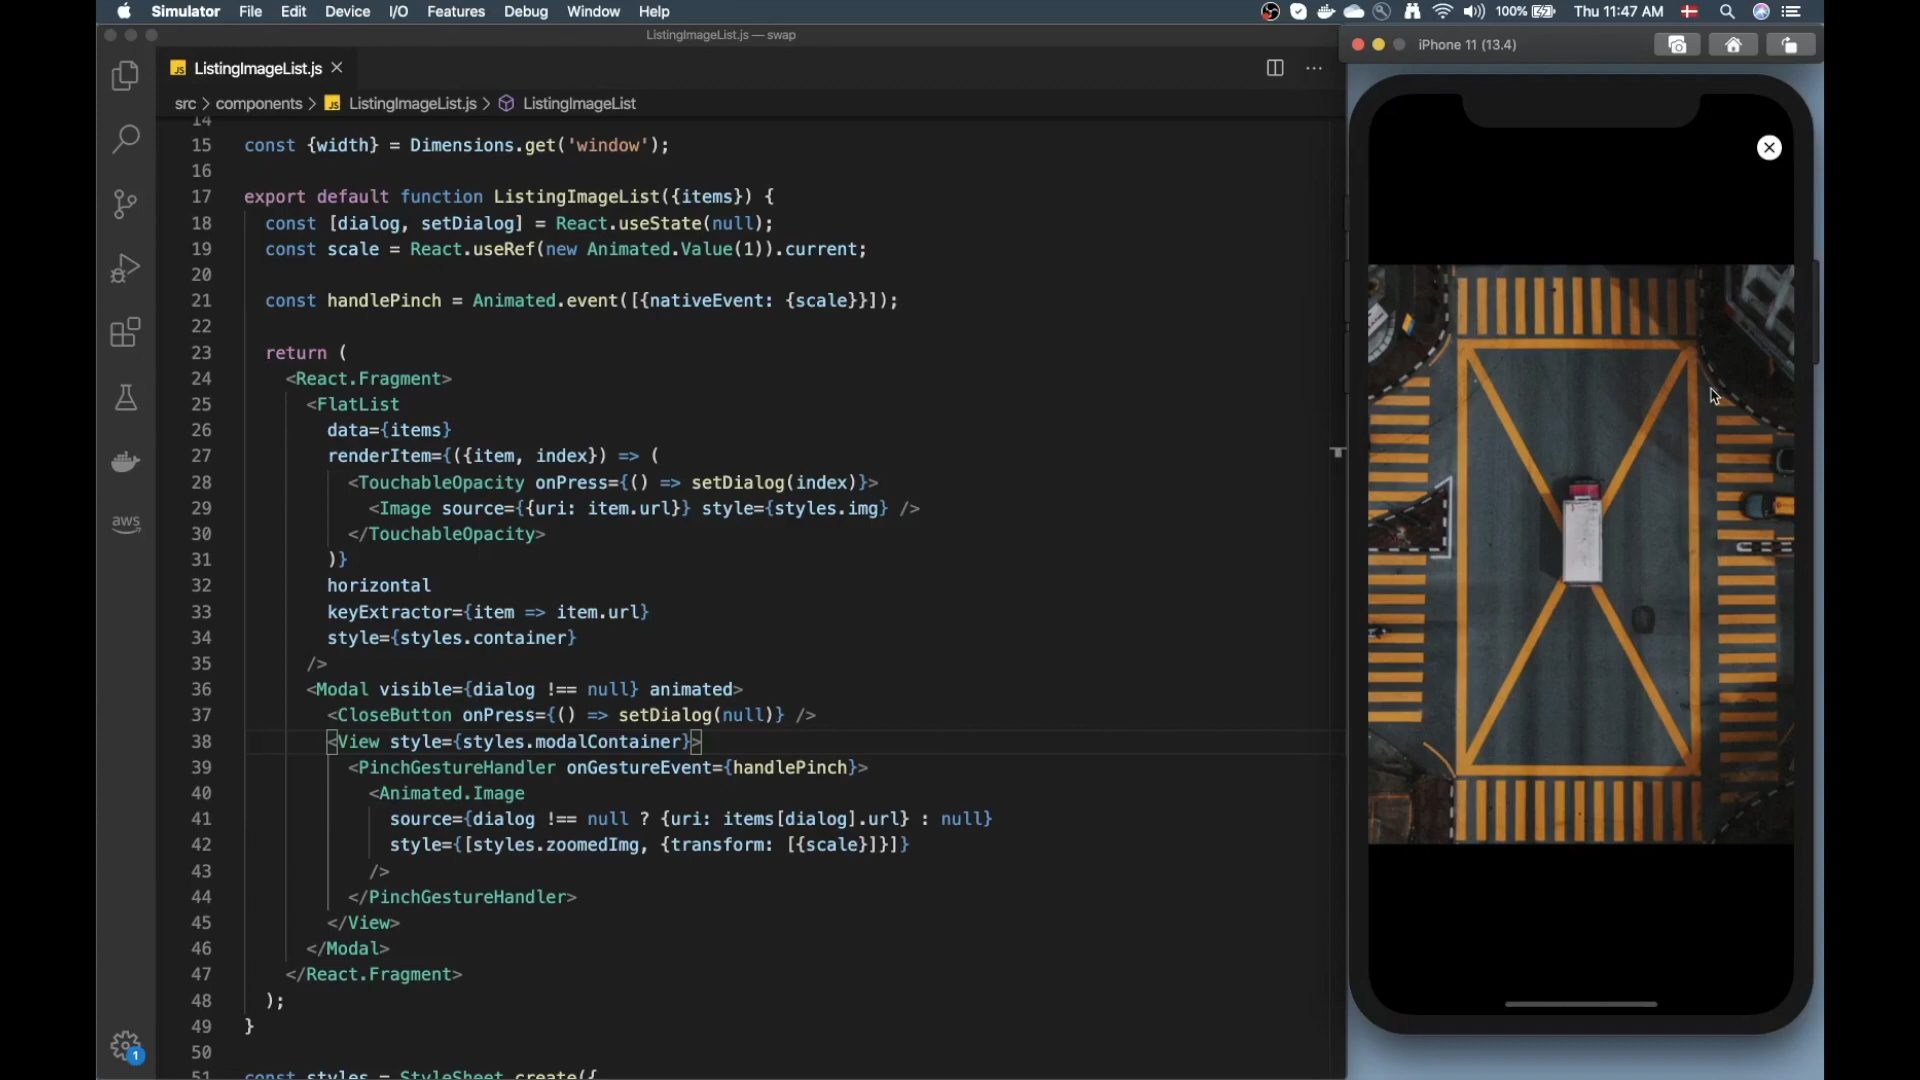 Simulator File Edit Device I/O Features Debug Window Help 100% Thu 11:47 AM
ListingImageList.js — swap
iPhone 11 (13.4)
JS ListingImageList.js
src > components > JS ListingImageList.js > ListingImageList
14
15 const {width} = Dimensions.get('window');
16
17 export default function ListingImageList({items}) {
18 const [dialog, setDialog] = React.useState(null);
19 const scale = React.useRef(new Animated.Value(1)).current;
20
21 const handlePinch = Animated.event([{nativeEvent: {scale}}]);
22
23 return (
24 <React.Fragment>
25 <FlatList
26 data={items}
27 renderItem={({item, index}) => (
28 <TouchableOpacity onPress={() => setDialog(index)}>
29 <Image source={{uri: item.url}} style={styles.img} />
30 </TouchableOpacity>
31 )}
32 horizontal
33 keyExtractor={item => item.url}
34 style={styles.container}
35 />
36 <Modal visible={dialog !== null} animated>
37 <CloseButton onPress={() => setDialog(null)} />
38 <View style={styles.modalContainer}>
39 <PinchGestureHandler onGestureEvent={handlePinch}>
40 <Animated.Image
41 source={dialog !== null ? {uri: items[dialog].url} : null}
42 style={[styles.zoomedImg, {transform: [{scale}]}]}
43 />
44 </PinchGestureHandler>
45 </View>
46 </Modal>
47 </React.Fragment>
48 );
49 }
50
51 const styles = StyleSheet.create({
aws
1